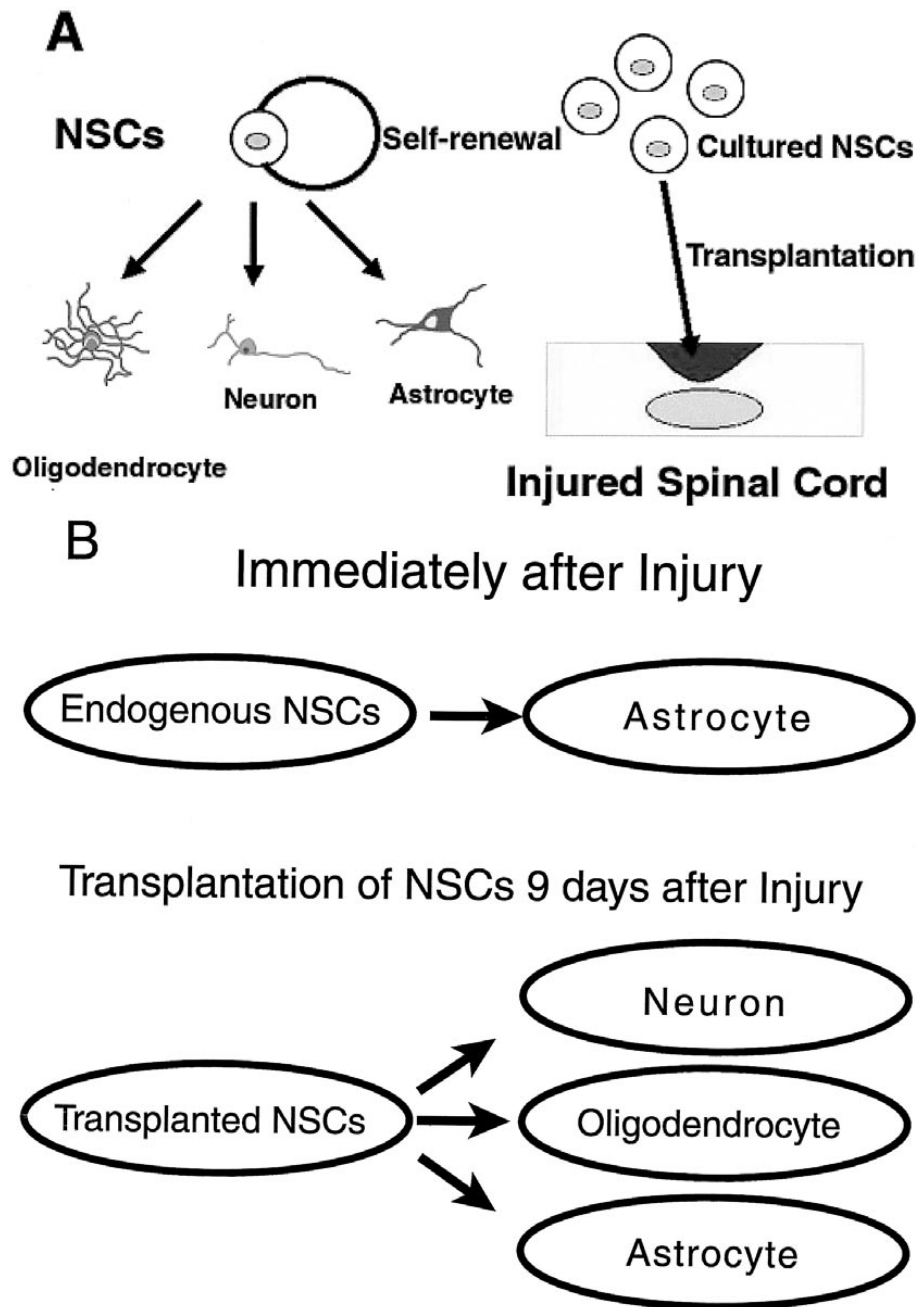 A
NSCs
Self-renewal
Cultured NSCs
Transplantation
Neuron
Astrocyte
Oligodendrocyte
Injured Spinal Cord
B
Immediately after Injury
Endogenous NSCs
Astrocyte
Transplantation of NSCs 9 days after Injury
Neuron
Transplanted NSCs
Oligodendrocyte
Astrocyte